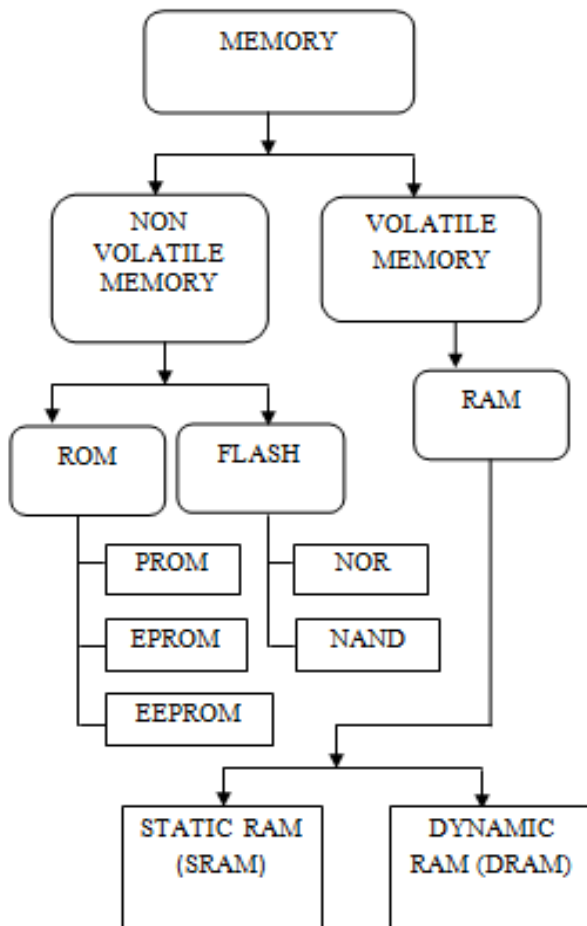 MEMORY
NON
VOLATILE
MEMORY
VOLATILE
MEMORY
RAM
ROM
FLASH
PROM
NOR
EPROM
NAND
EEPROM
STATIC RAM
(SRAM)
DYNAMIC
RAM (DRAM)